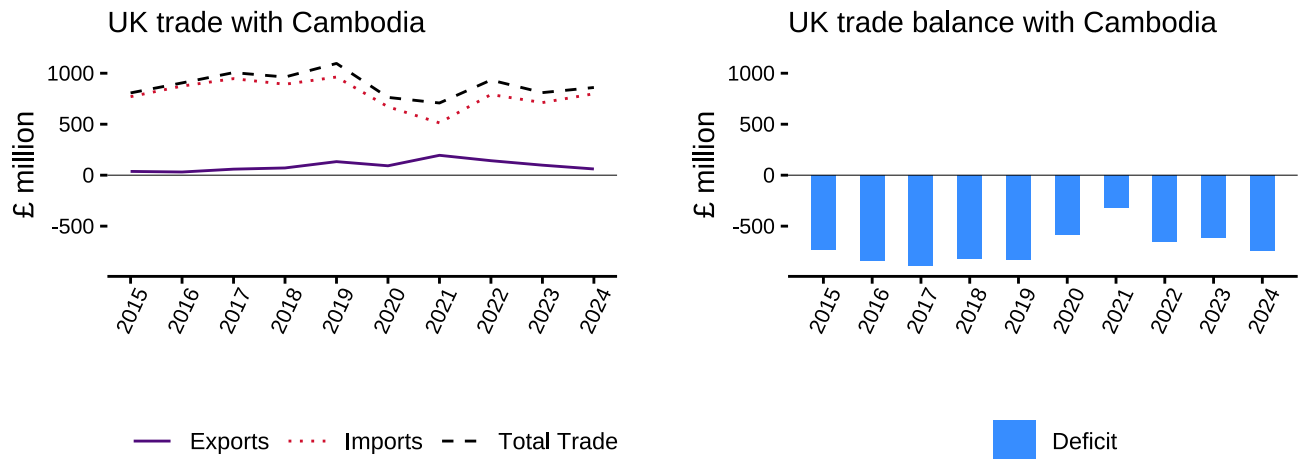 UK trade with Cambodia
£ million
1000
500
0
-500
2015 2016 2017 2018 2019 2020 2021 2022 2023 2024
Exports Imports Total Trade
UK trade balance with Cambodia
£ million
1000
500
0
-500
2015 2016 2017 2018 2019 2020 2021 2022 2023 2024
Deficit